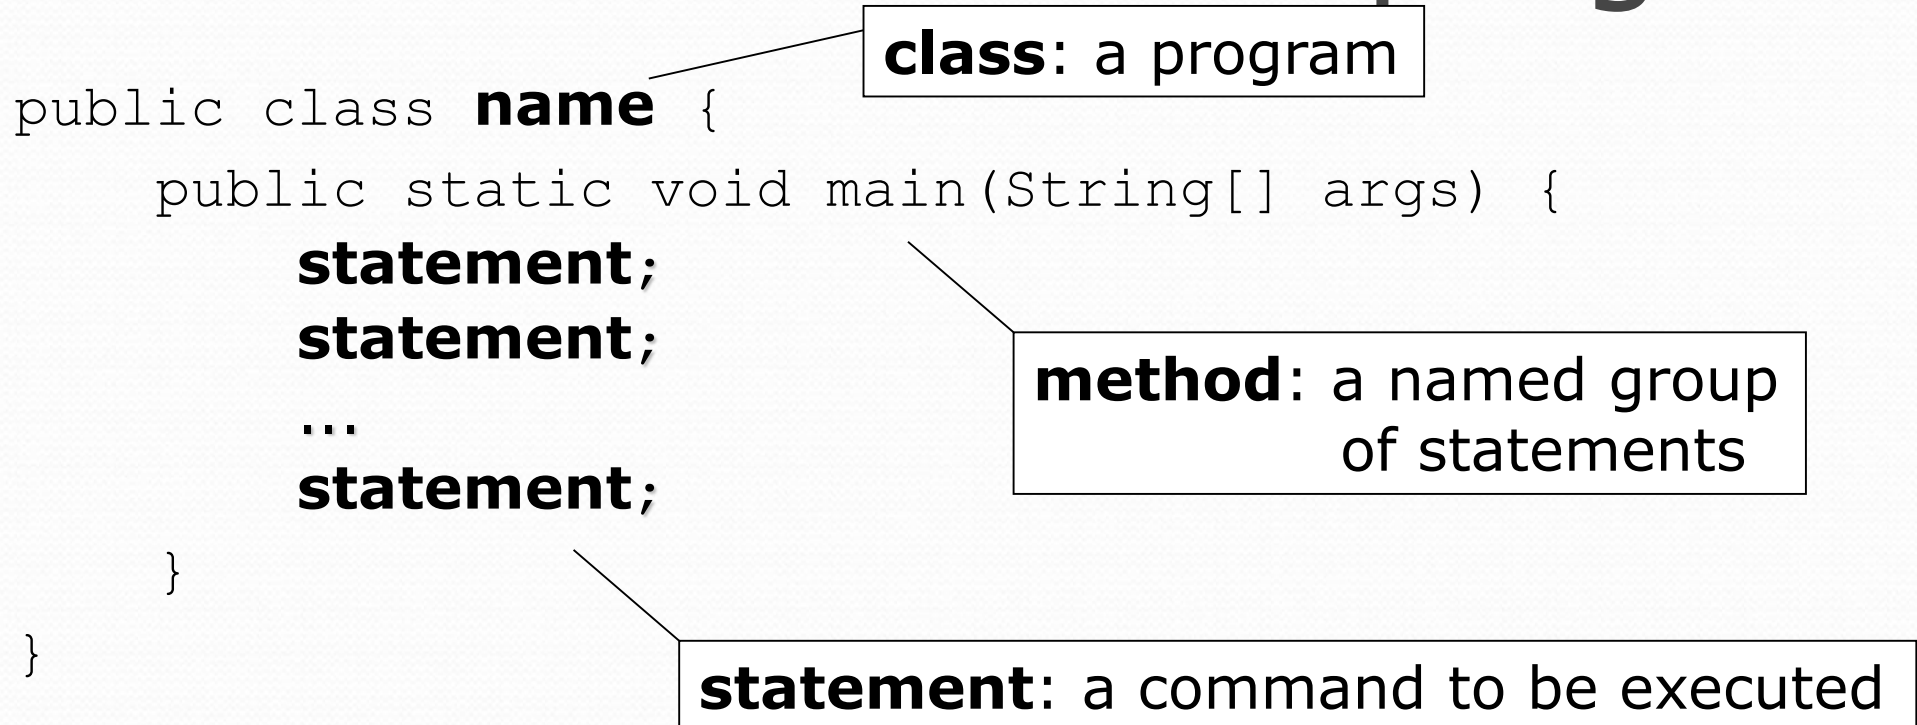 class: a program
public class name {
public static void main(String[] args) {
statement;
statement;
...
statement;
method: a named group
of statements
}
}
statement: a command to be executed